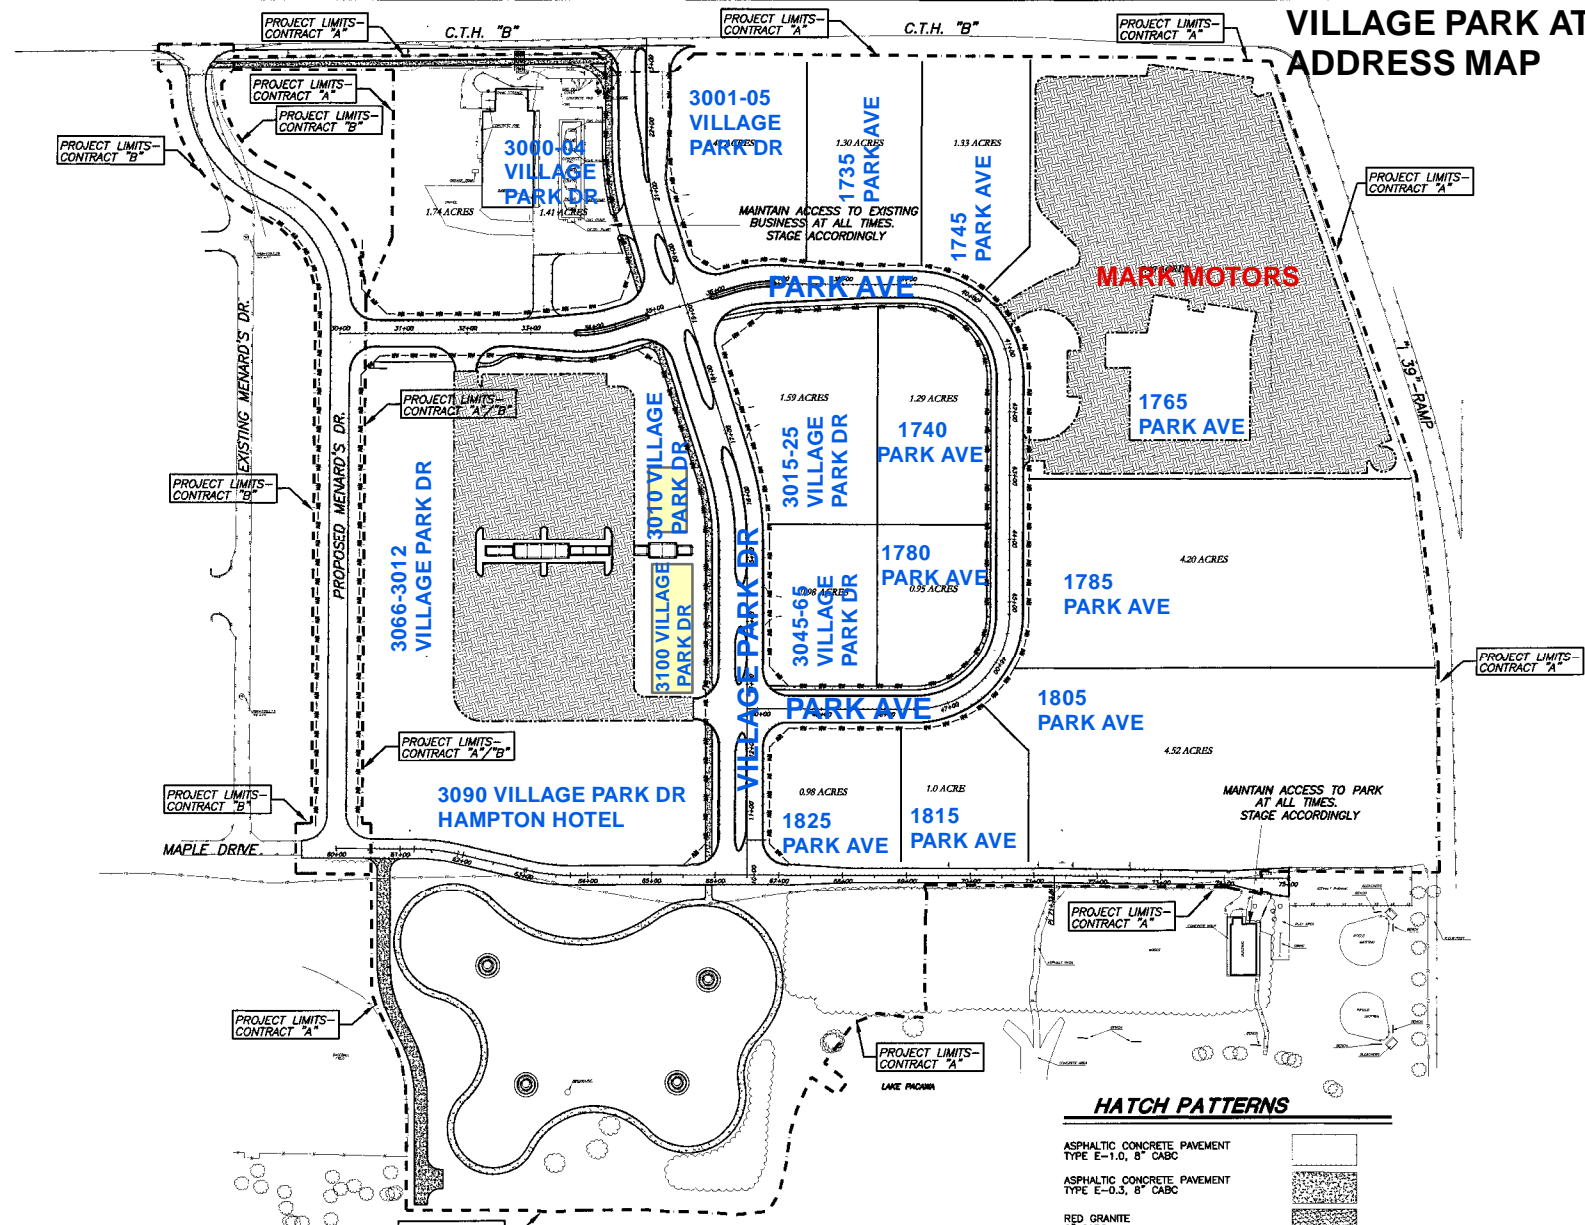 VILLAGE PARK AT
ADDRESS MAP
PROJECT LIMITS-
CONTRACT "A"
C.T.H. "B"
PROJECT LIMITS-
CONTRACT "A"
C.T.H. "B"
PROJECT LIMITS-
CONTRACT "A"
PROJECT LIMITS-
CONTRACT "A"
PROJECT LIMITS-
CONTRACT "B"
PROJECT LIMITS-
CONTRACT "B"
3000-04
VILLAGE
PARK DR
1.74 ACRES
1.41 ACRES
3001-05
VILLAGE
PARK DR
1735
PARK AVE
1.30 ACRES
1745
PARK AVE
1.33 ACRES
MAINTAIN ACCESS TO EXISTING
BUSINESS AT ALL TIMES.
STAGE ACCORDINGLY
PROJECT LIMITS-
CONTRACT "A"
MARK MOTORS
PARK AVE
EXISTING MENARD'S DR.
PROPOSED MENARD'S DR.
30+00
31+00
32+00
33+00
PROJECT LIMITS-
CONTRACT "A"/"B"
3010 VILLAGE
PARK DR
1.59 ACRES
1.29 ACRES
3015-25
VILLAGE
PARK DR
1740
PARK AVE
1765
PARK AVE
I 39" RAMP
PROJECT LIMITS-
CONTRACT "B"
3066-3012
VILLAGE PARK DR
3100 VILLAGE
PARK DR
VILLAGE PARK DR
3045-65
VILLAGE
PARK DR
0.98 ACRES
1780
PARK AVE
0.95 ACRES
1785
PARK AVE
4.20 ACRES
PROJECT LIMITS-
CONTRACT "A"
PARK AVE
1805
PARK AVE
4.52 ACRES
PROJECT LIMITS-
CONTRACT "A"/"B"
PROJECT LIMITS-
CONTRACT "B"
3090 VILLAGE PARK DR
HAMPTON HOTEL
0.98 ACRES
1825
PARK AVE
1.0 ACRE
1815
PARK AVE
MAINTAIN ACCESS TO PARK
AT ALL TIMES.
STAGE ACCORDINGLY
MAPLE DRIVE
PROJECT LIMITS-
CONTRACT "A"
PROJECT LIMITS-
CONTRACT "A"
PROJECT LIMITS-
CONTRACT "A"
LAKE PACAWA
HATCH PATTERNS
ASPHALTIC CONCRETE PAVEMENT
TYPE E-1.0, 8" CABC
ASPHALTIC CONCRETE PAVEMENT
TYPE E-0.3, 8" CABC
RED GRANITE